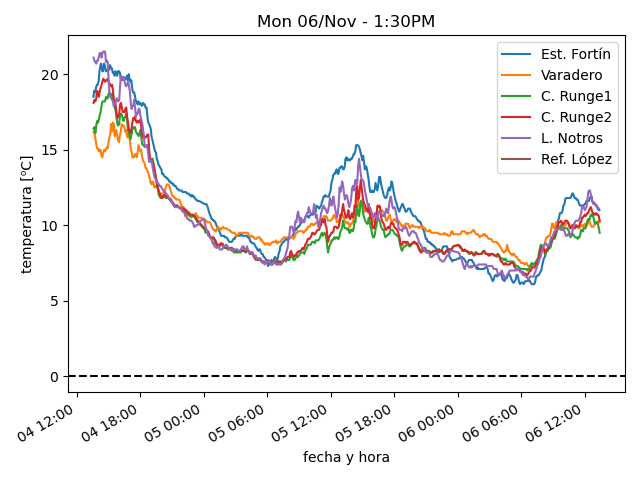 Mon 06/Nov - 1:30PM
Est. Fortín
Varadero
C. Runge1
C. Runge2
L. Notros
Ref. López
temperatura [ºC]
20
15
10
5
0
04 12:00
04 18:00
05 00:00
05 06:00
05 12:00
05 18:00
06 00:00
06 06:00
06 12:00
fecha y hora